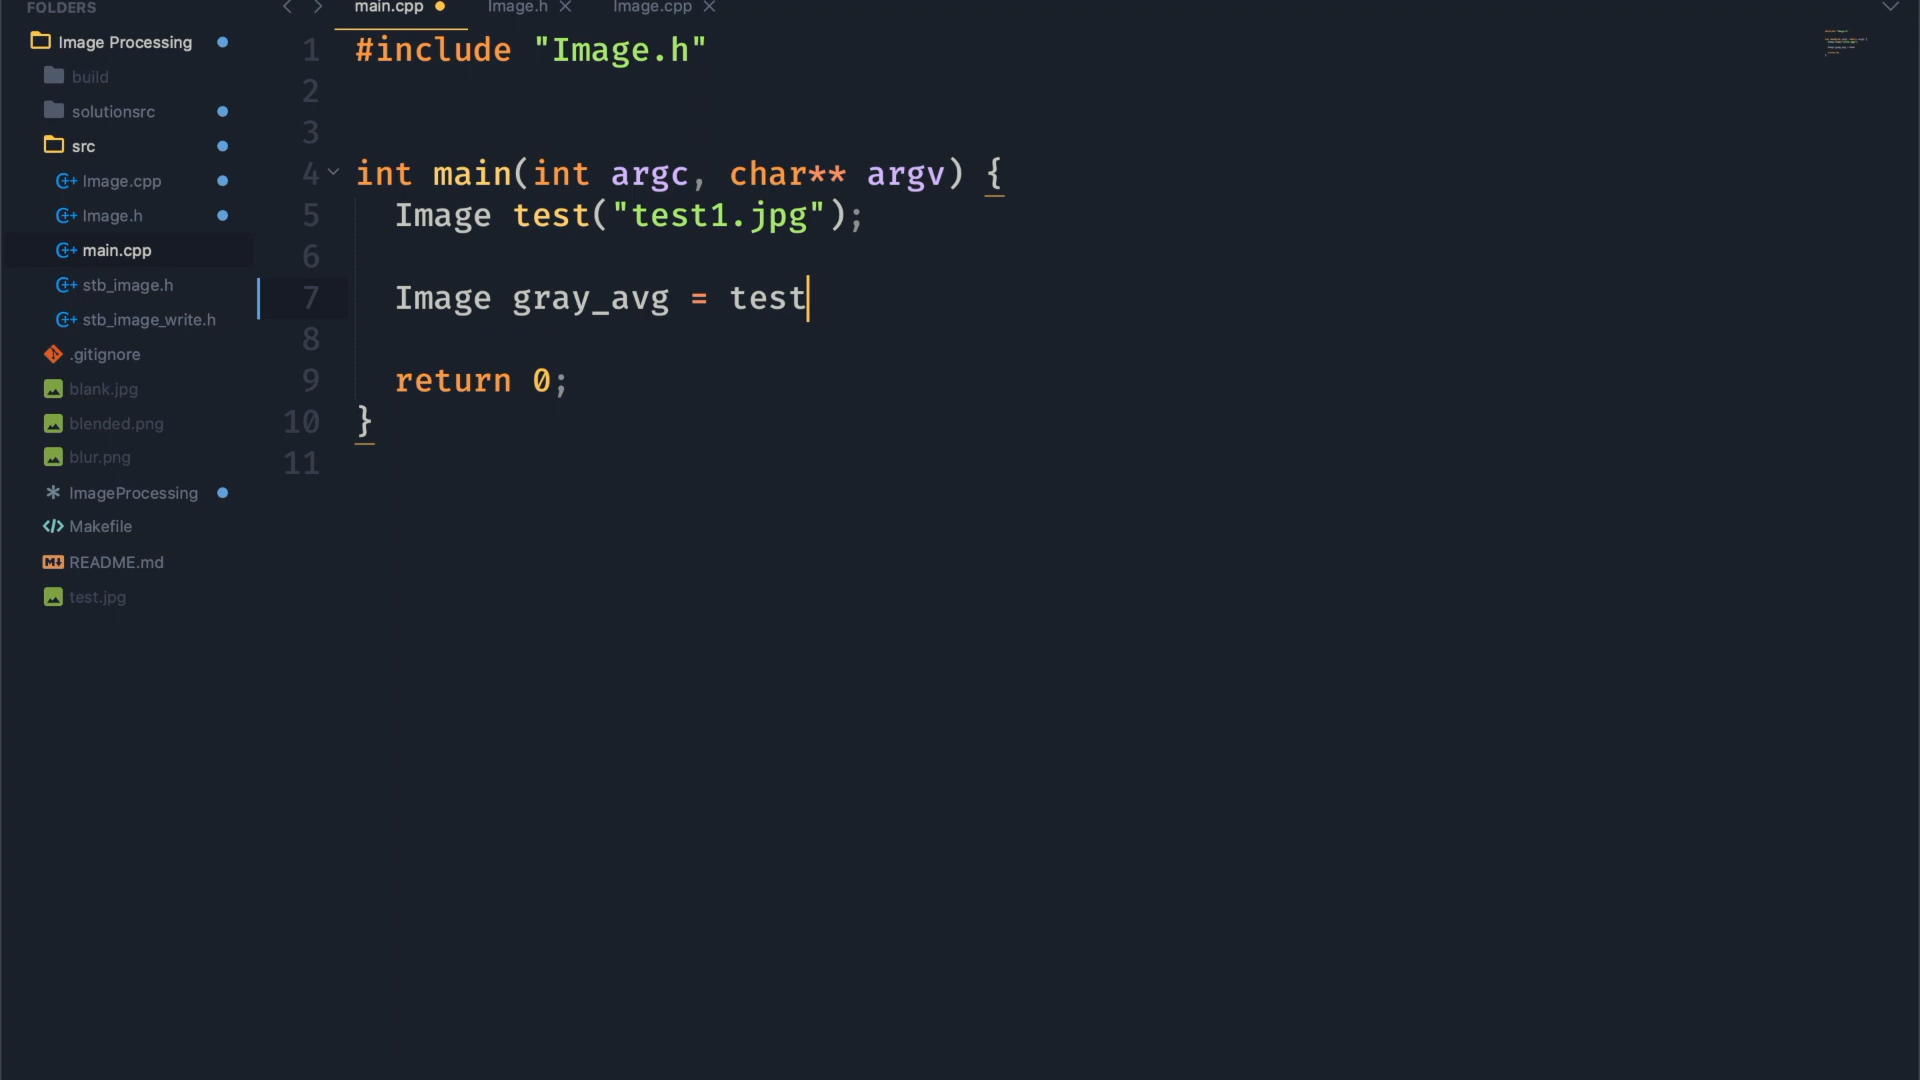 FOLDERS
Image Processing
build
solutionsrc
src
Image.cpp
Image.h
main.cpp
stb_image.h
stb_image_write.h
.gitignore
blank.jpg
blended.png
blur.png
ImageProcessing
Makefile
README.md
test.jpg
main.cpp Image.h Image.cpp
1 #include "Image.h"
2
3
4 int main(int argc, char** argv) {
5 Image test("test1.jpg");
6
7 Image gray_avg = test
8
9 return 0;
10 }
11